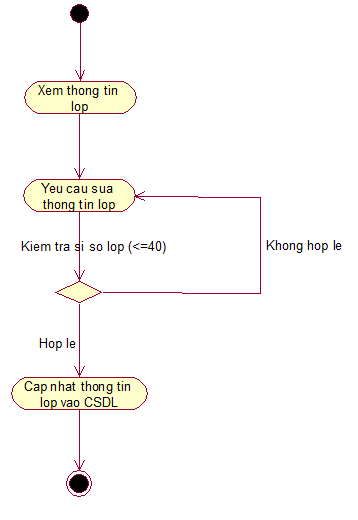 Xem thong tin
lop
Yeu cau sua
thong tin lop
Kiem tra si so lop (<=40)
Khong hop le
Hop le
Cap nhat thong tin
lop vao CSDL